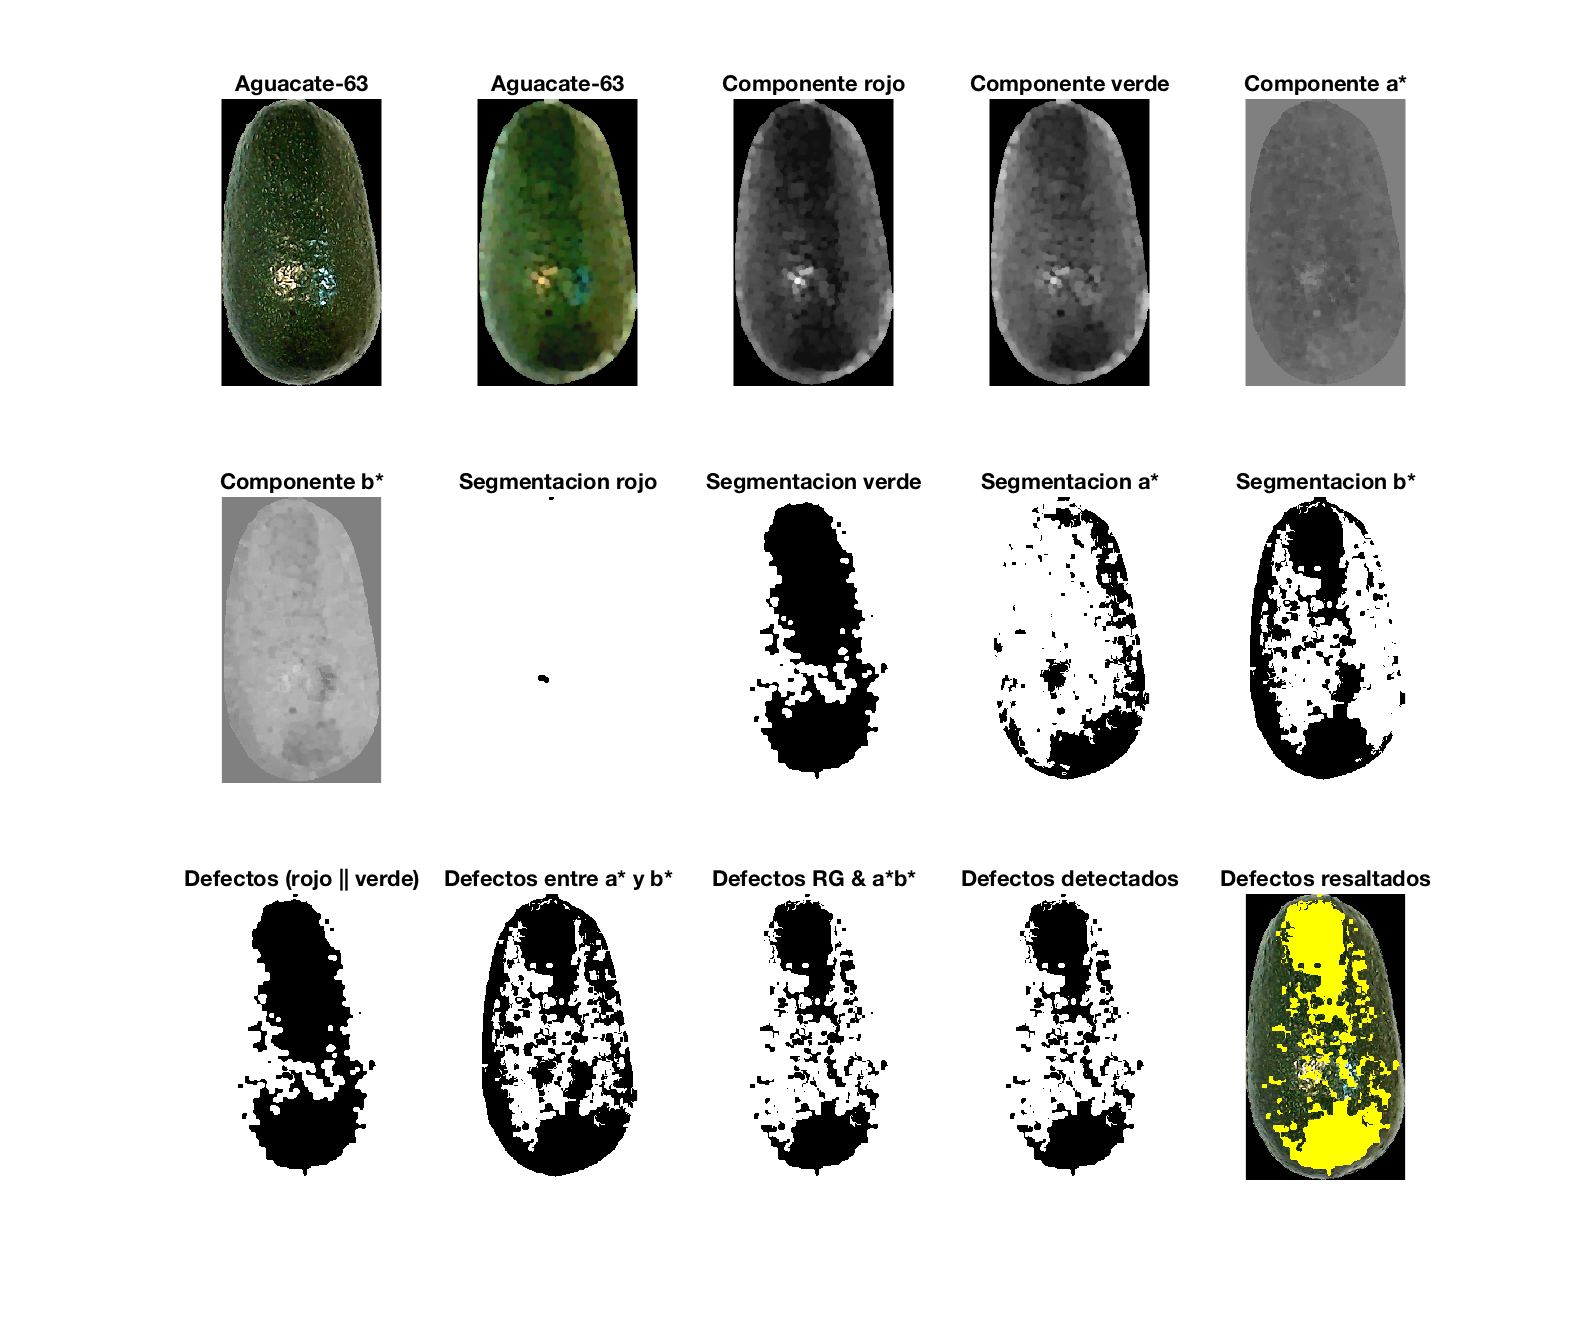 Aguacate-63
Aguacate-63
Componente rojo
Componente verde
Componente a*
Componente b*
Segmentacion rojo
Segmentacion verde
Segmentacion a*
Segmentacion b*
Defectos (rojo || verde)
Defectos entre a* y b*
Defectos RG & a*b*
Defectos detectados
Defectos resaltados